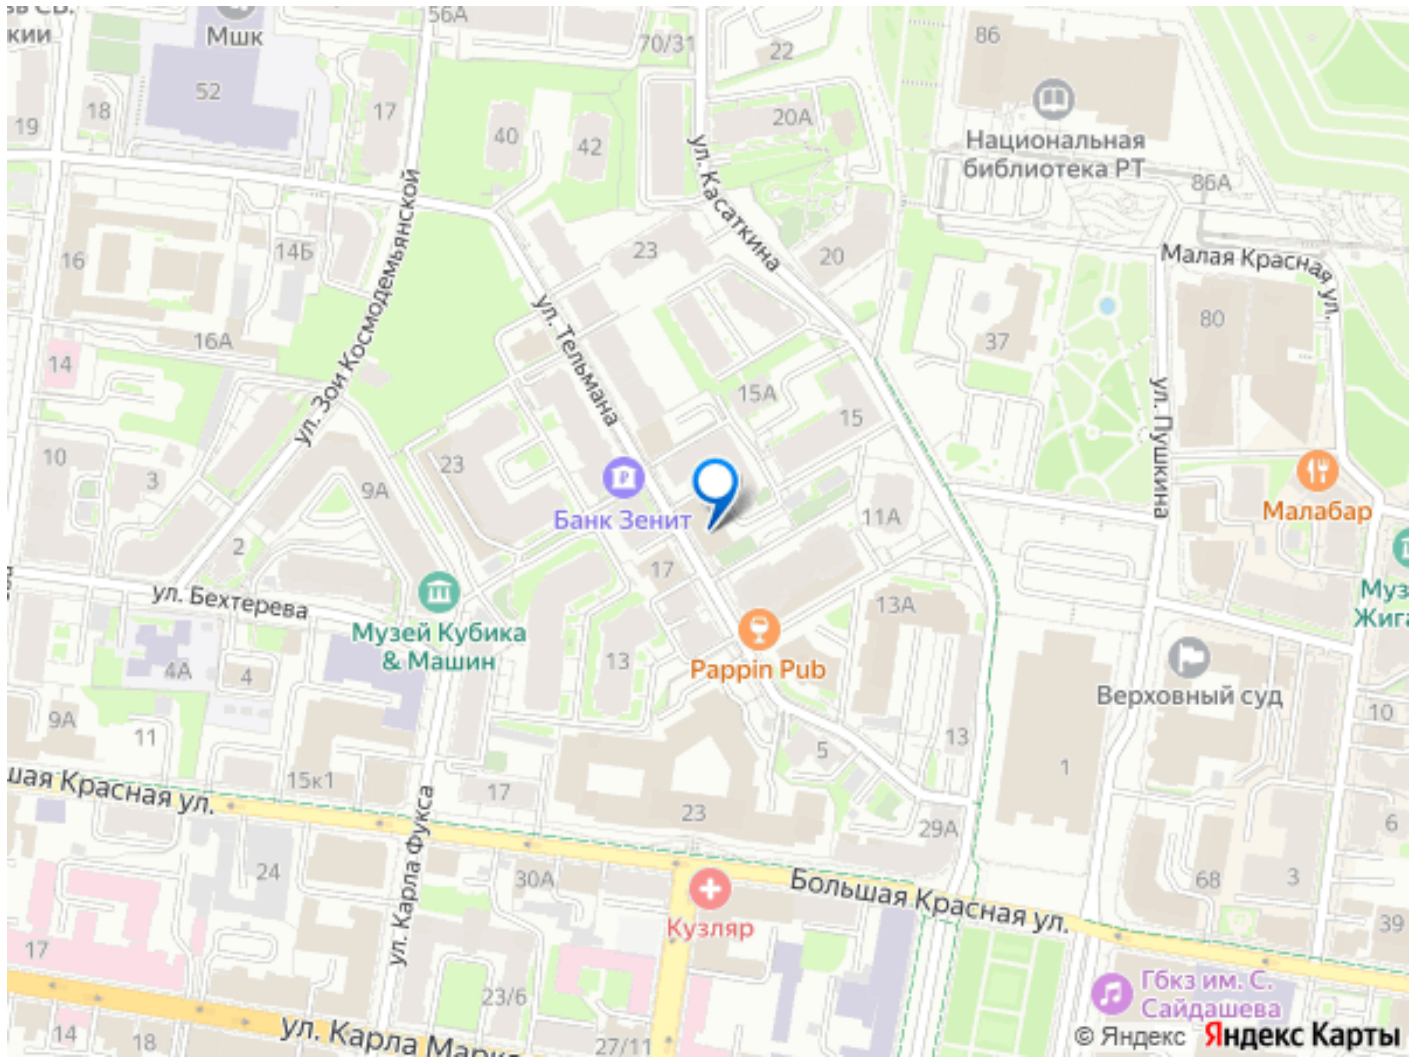 56А
кий
Мшк
70/31
22
86
52
18
17
19
20А
40
42
Национальная
библиотека РТ
86А
ул. Касаткина
ул. Зои Космодемьянской
14Б
16
23
20
Малая Красная ул.
ул. Тельмана
80
16А
37
14
15А
15
ул. Пушкина
10
3
23
9А
Банк Зенит
11А
Малабар
2
17
ул. Бехтерева
13А
Музей Кубика
& Машин
4А
4
13
Pappin Pub
Верховный суд
9А
11
10
13
5
1
15к1
17
23
29А
6
шая Красная ул.
ул. Карла Фукса
24
30А
Большая Красная ул.
68
3
39
Кузляр
17
23/6
Гбкз им. С.
Сайдашева
14
18
ул. Карла
27/11
© Яндекс Яндекс Карты